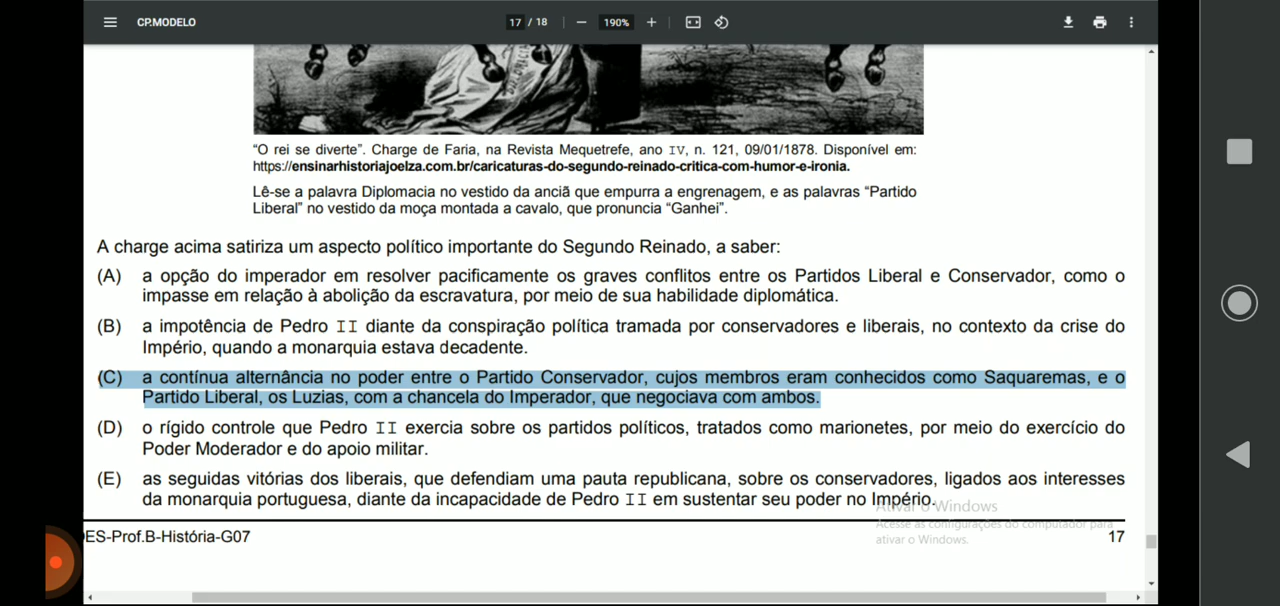 CP.MODELO 17 / 18 190%
DIPLOMACIA
“O rei se diverte”. Charge de Faria, na Revista Mequetrefe, ano IV, n. 121, 09/01/1878. Disponível em:
https://ensinarhistoriajoelza.com.br/caricaturas-do-segundo-reinado-critica-com-humor-e-ironia.
Lê-se a palavra Diplomacia no vestido da anciã que empurra a engrenagem, e as palavras “Partido
Liberal” no vestido da moça montada a cavalo, que pronuncia “Ganhei”.
A charge acima satiriza um aspecto político importante do Segundo Reinado, a saber:
(A) a opção do imperador em resolver pacificamente os graves conflitos entre os Partidos Liberal e Conservador, como o
impasse em relação à abolição da escravatura, por meio de sua habilidade diplomática.
(B) a impotência de Pedro II diante da conspiração política tramada por conservadores e liberais, no contexto da crise do
Império, quando a monarquia estava decadente.
(C) a contínua alternância no poder entre o Partido Conservador, cujos membros eram conhecidos como Saquaremas, e o
Partido Liberal, os Luzias, com a chancela do Imperador, que negociava com ambos.
(D) o rígido controle que Pedro II exercia sobre os partidos políticos, tratados como marionetes, por meio do exercício do
Poder Moderador e do apoio militar.
(E) as seguidas vitórias dos liberais, que defendiam uma pauta republicana, sobre os conservadores, ligados aos interesses
da monarquia portuguesa, diante da incapacidade de Pedro II em sustentar seu poder no Império.
Ativar o Windows
Acesse as configurações do computador para
ativar o Windows.
DES-Prof.B-História-G07 17